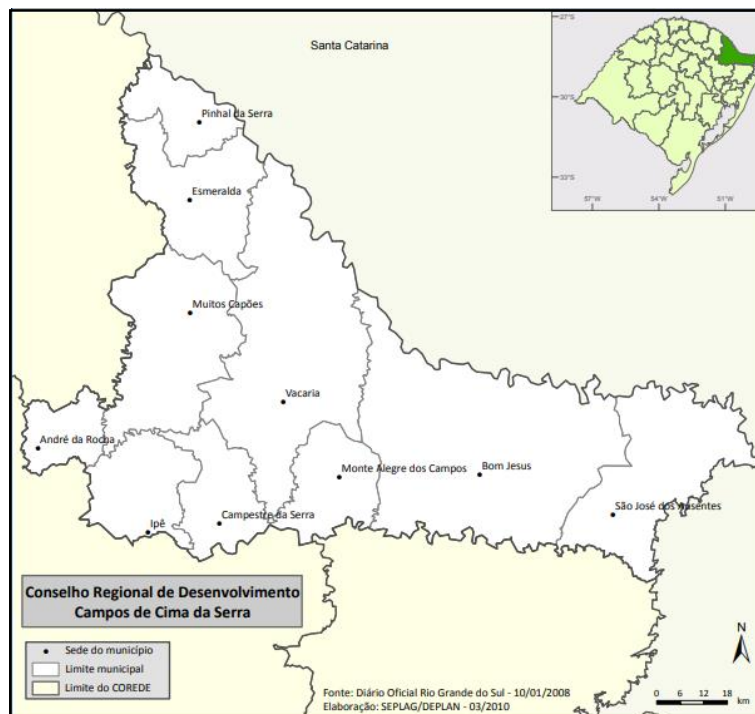 Santa Catarina
27°S
30°S
33°S
57°W
54°W
51°W
Pinhal da Serra
Esmeralda
Muitos Capões
Vacaria
André da Rocha
Monte Alegre dos Campos
Bom Jesus
Ipê
Campestre da Serra
São José dos Ausentes
Conselho Regional de Desenvolvimento
Campos de Cima da Serra
Sede do município
Limite municipal
Limite do COREDE
Fonte: Diário Oficial Rio Grande do Sul - 10/01/2008
Elaboração: SEPLAG/DEPLAN - 03/2010
N
0 6 12 18
km